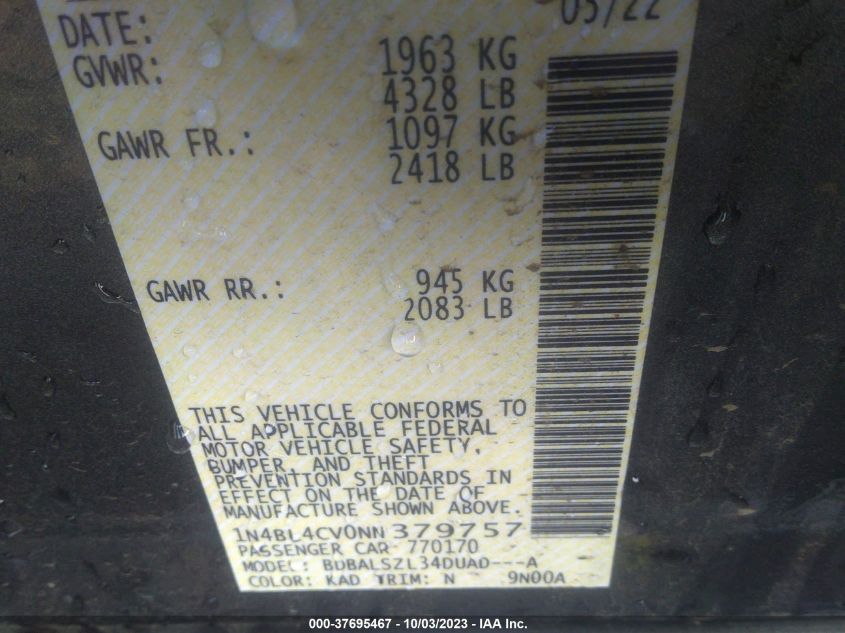 DATE: 05/22
GVWR: 1963 KG
4328 LB
GAWR FR.: 1097 KG
2418 LB
GAWR RR.: 945 KG
2083 LB
THIS VEHICLE CONFORMS TO
ALL APPLICABLE FEDERAL
MOTOR VEHICLE SAFETY,
BUMPER, AND THEFT
PREVENTION STANDARDS IN
EFFECT ON THE DATE OF
MANUFACTURE SHOWN ABOVE.
1N4BL4CV0NN379757
PASSENGER CAR 770170
MODEL: BDBALSZL34DUAD---A
COLOR: KAD TRIM: N 9N00A
000-37695467 - 10/03/2023 - IAA Inc.